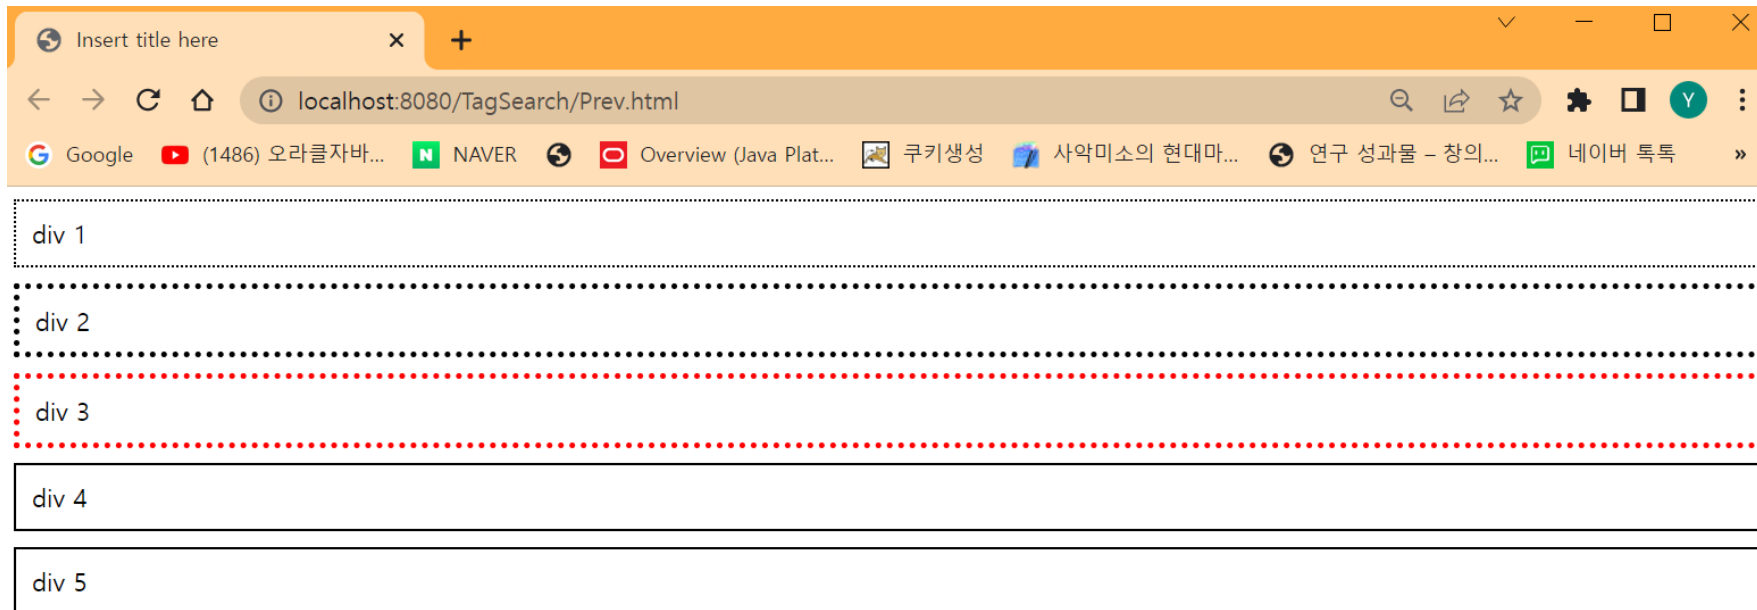 Insert title here
localhost:8080/TagSearch/Prev.html
Y
Google (1486) 오라클자바... N NAVER Overview (Java Plat... 쿠키생성 사악미소의 현대마... 연구 성과물 – 창의... 네이버 톡톡 »
div 1
div 2
div 3
div 4
div 5